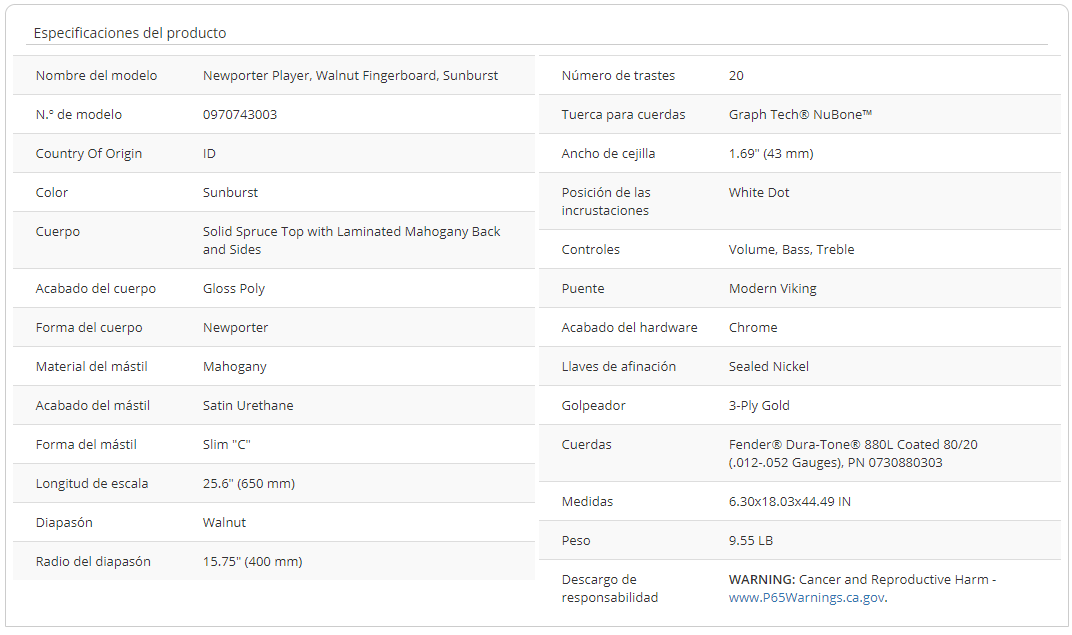 Especificaciones del producto
Nombre del modelo Newporter Player, Walnut Fingerboard, Sunburst
N.º de modelo 0970743003
Country Of Origin ID
Color Sunburst
Cuerpo Solid Spruce Top with Laminated Mahogany Back
and Sides
Acabado del cuerpo Gloss Poly
Forma del cuerpo Newporter
Material del mástil Mahogany
Acabado del mástil Satin Urethane
Forma del mástil Slim "C"
Longitud de escala 25.6" (650 mm)
Diapasón Walnut
Radio del diapasón 15.75" (400 mm)
Número de trastes 20
Tuerca para cuerdas Graph Tech® NuBone™
Ancho de cejilla 1.69" (43 mm)
Posición de las White Dot
incrustaciones
Controles Volume, Bass, Treble
Puente Modern Viking
Acabado del hardware Chrome
Llaves de afinación Sealed Nickel
Golpeador 3-Ply Gold
Cuerdas Fender® Dura-Tone® 880L Coated 80/20
(.012-.052 Gauges), PN 0730880303
Medidas 6.30x18.03x44.49 IN
Peso 9.55 LB
Descargo de WARNING: Cancer and Reproductive Harm -
responsabilidad www.P65Warnings.ca.gov.